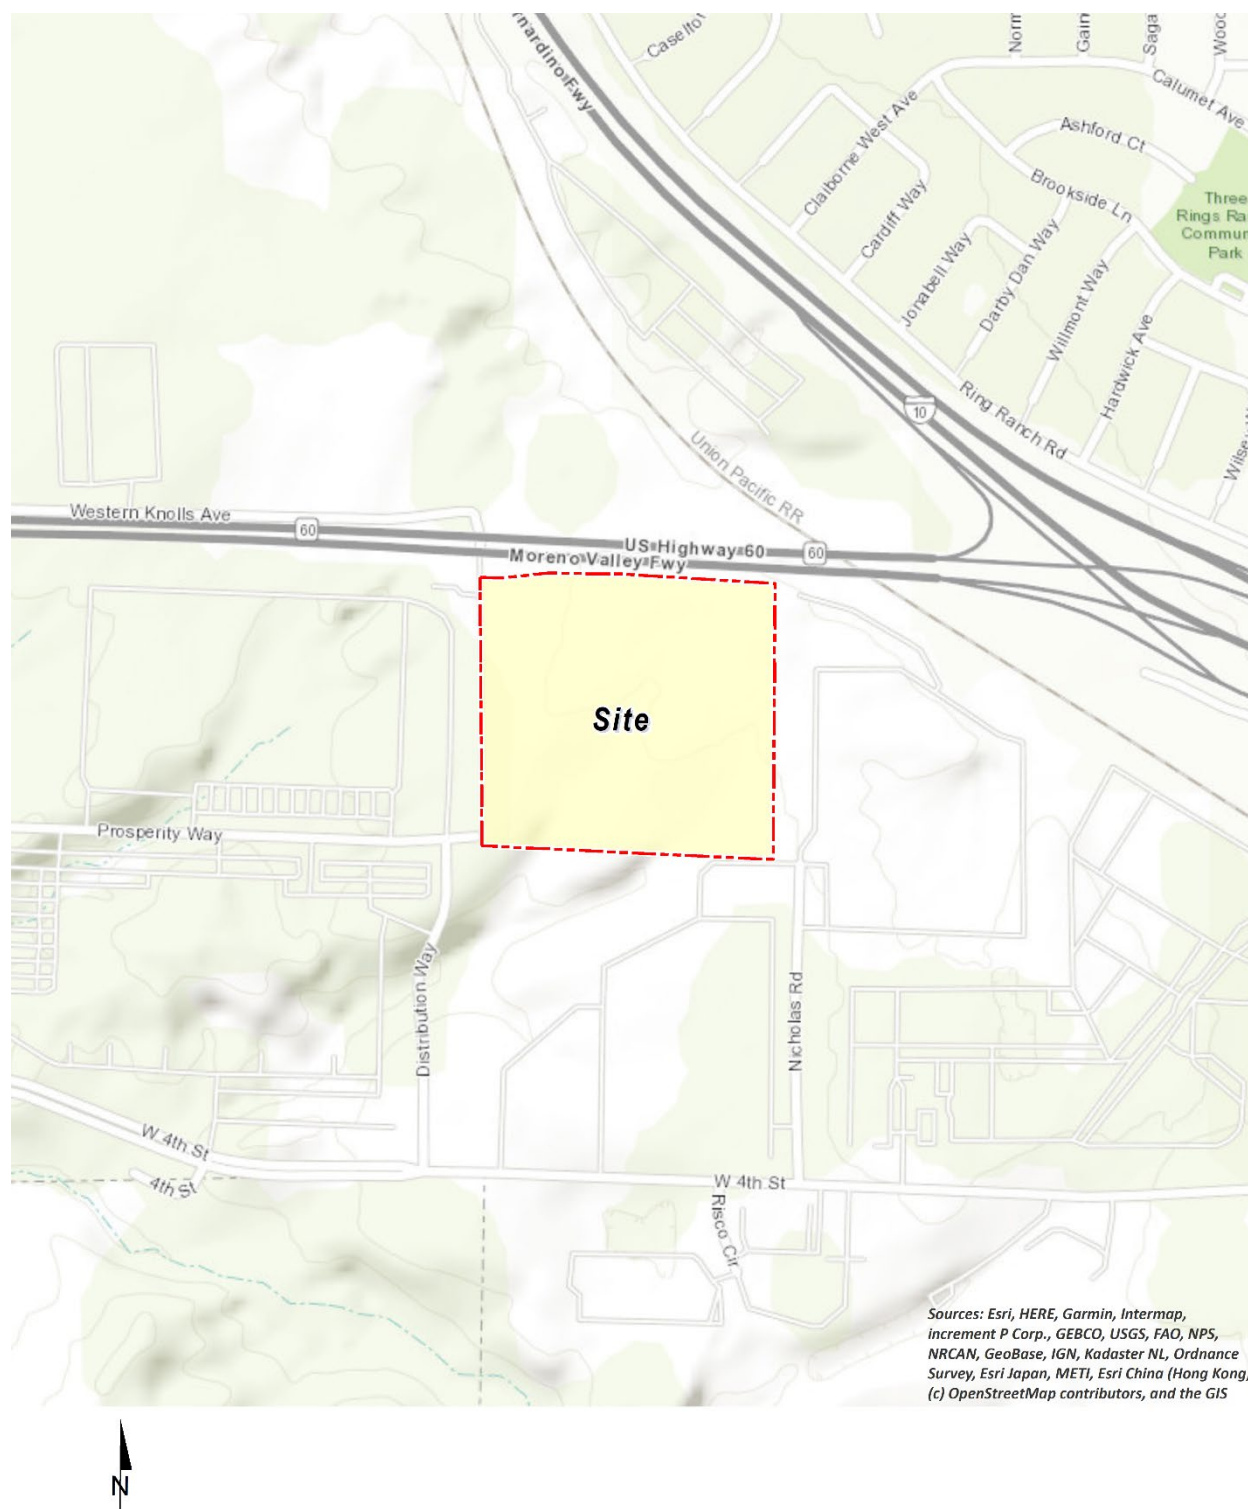 rnardino Fwy
Caselto
Norm
Gain
Saga
Wood
Calumet Ave
Claiborne West Ave
Ashford Ct
Brookside Ln
Cardiff Way
Three
Rings Ra
Commun
Park
Jonabell Way
Darby Dan Way
Willmont Way
Hardwick Ave
10
Ring Ranch Rd
Wilse
Union Pacific RR
Western Knolls Ave
60
US Highway 60
60
Moreno Valley Fwy
Site
Prosperity Way
Distribution Way
Nicholas Rd
W 4th St
4th St
W 4th St
Risco Cir
Sources: Esri, HERE, Garmin, Intermap,
increment P Corp., GEBCO, USGS, FAO, NPS,
NRCAN, GeoBase, IGN, Kadaster NL, Ordnance
Survey, Esri Japan, METI, Esri China (Hong Kong)
(c) OpenStreetMap contributors, and the GIS
N